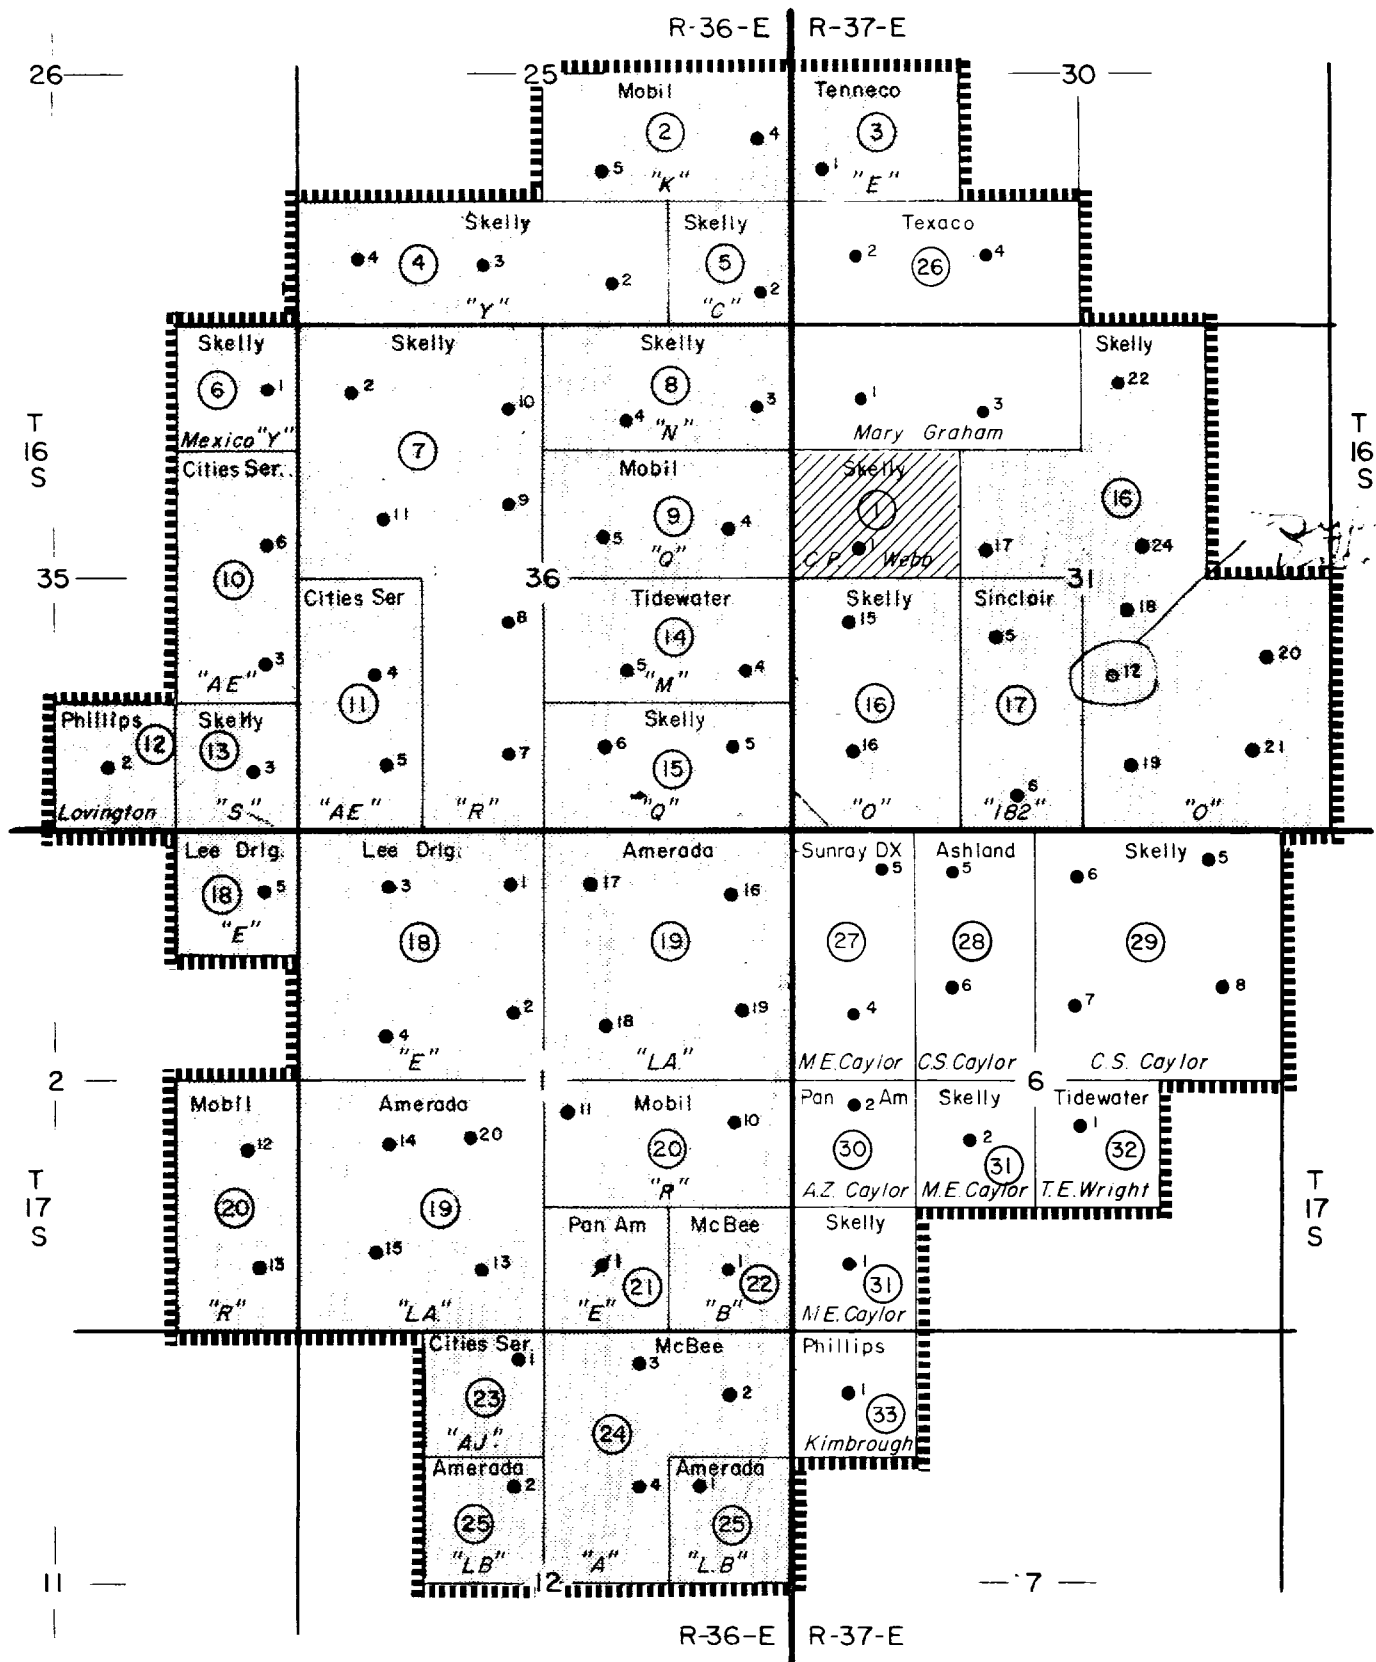 R-36-E R-37-E
26 25 30
Mobil Tenneco
2 4 3
5 "K" 1 "E"
Skelly Skelly Texaco
4 4 3 2 5 2 26 4
"Y" "C" 2
Skelly Skelly Skelly Skelly
6 1 2 10 8 22
4 "N" 3 1 3
Mexico "Y" 7 Mary Graham
T
16
S
T
16
S
Cities Ser. Mobil Skelly
9 9 4 1 16
11 5 "Q" 1 17 24
6 C. P. Webb
35 10 36 31
Cities Ser Tidewater Skelly Sinclair
8 14 15 5 18
3 4 5 "M" 4 12 20
"AE"
Phillips 12 Skelly 11 Skelly 16 17
2 13 3 5 7 6 5 16 19 21
15 6
Lovington "S" "AE" "R" "Q" "O" "182" "O"
Lee Drlg. Lee Drlg. Amerada Sunray DX Ashland Skelly
18 5 3 1 17 16 5 5 6 5
"E"
18 19 27 28 29
6 7 8
4 2 18 19 4
"E" "LA" M.E. Caylor C.S. Caylor C.S. Caylor
2 1 6
Mobil Amerada Mobil Pan Am Skelly Tidewater
12 14 20 11 10 2 2 1
20 30 31 32
"R" A.Z. Caylor M.E. Caylor T.E. Wright
T
17
S
T
17
S
20 19
Pan Am McBee Skelly
13 15 13 1 21 1 22 1 31
"R" "LA" "E" "B" M.E. Caylor
Cities Ser. McBee Phillips
1 3 2 1 33
23 24
"AJ" Kimbrough
Amerada Amerada
2 4 1
25 25
"LB" "A" "LB"
11 12 7
R-36-E R-37-E